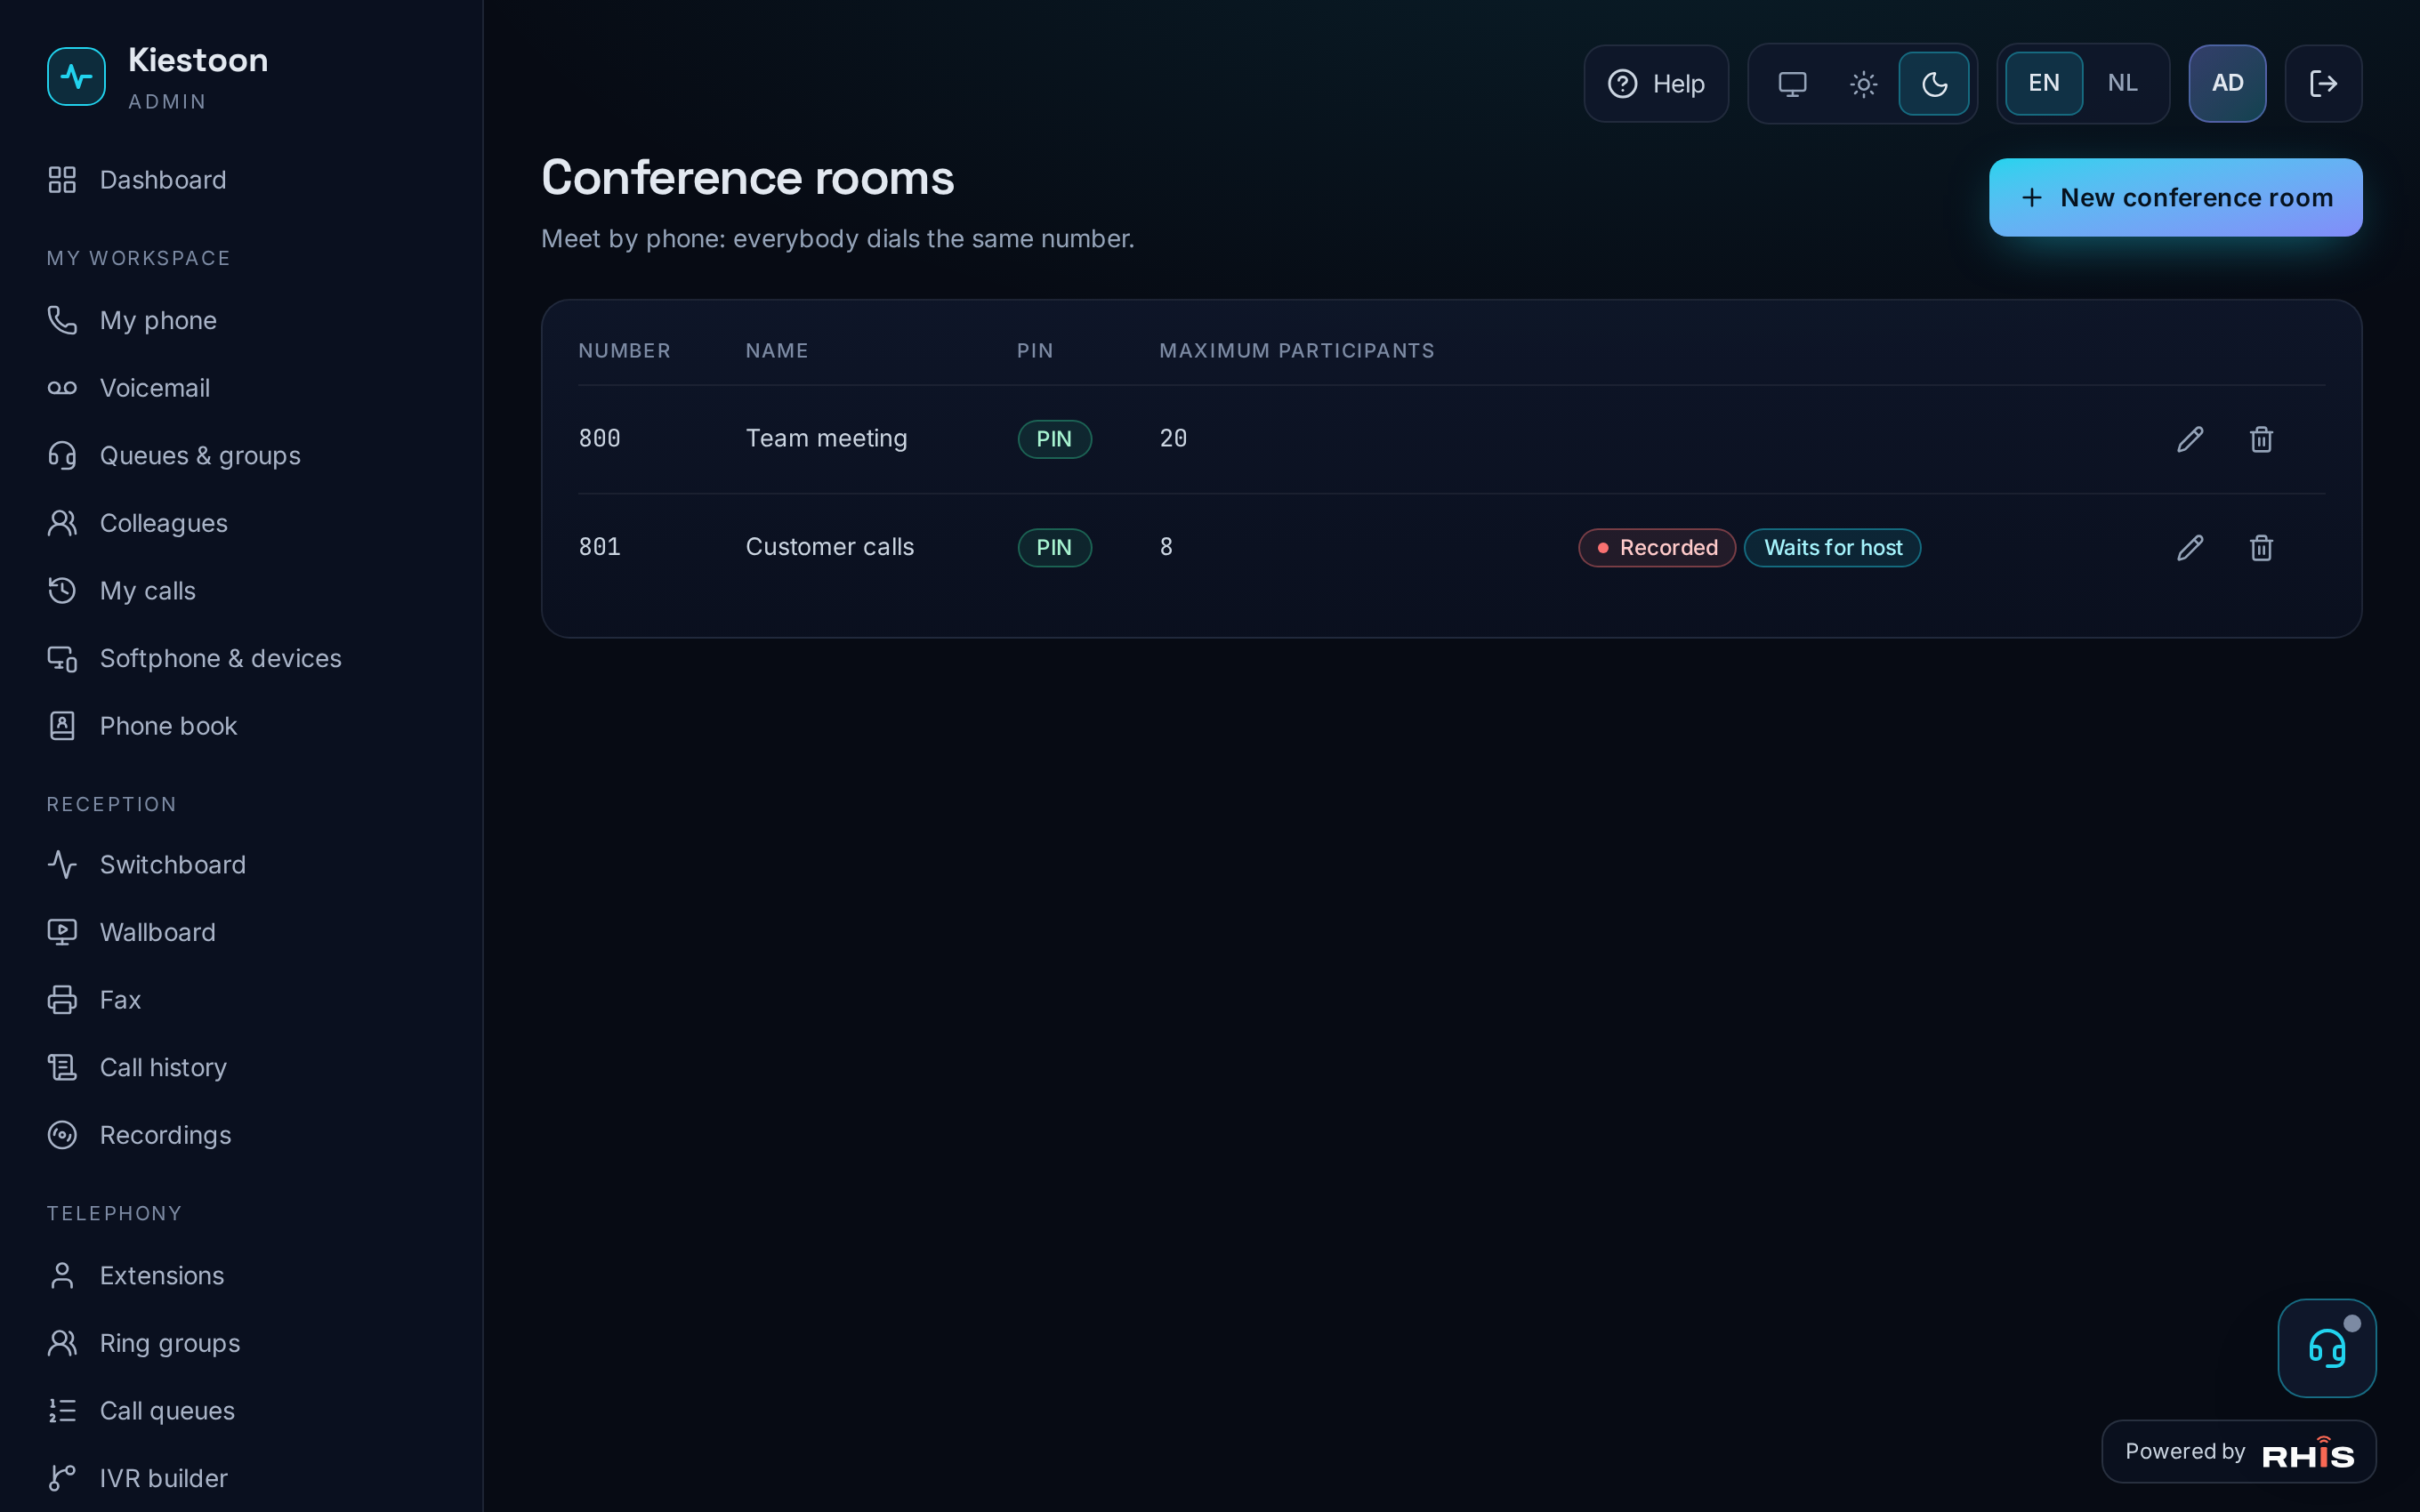 Kiestoon
ADMIN
Dashboard
MY WORKSPACE
My phone
Voicemail
Queues & groups
Colleagues
My calls
Softphone & devices
Phone book
RECEPTION
Switchboard
Wallboard
Fax
Call history
Recordings
TELEPHONY
Extensions
Ring groups
Call queues
IVR builder
Help
EN NL
AD
Conference rooms
Meet by phone: everybody dials the same number.
New conference room
NUMBER NAME PIN MAXIMUM PARTICIPANTS
800 Team meeting PIN 20
801 Customer calls PIN 8 Recorded Waits for host
Powered by RHiS